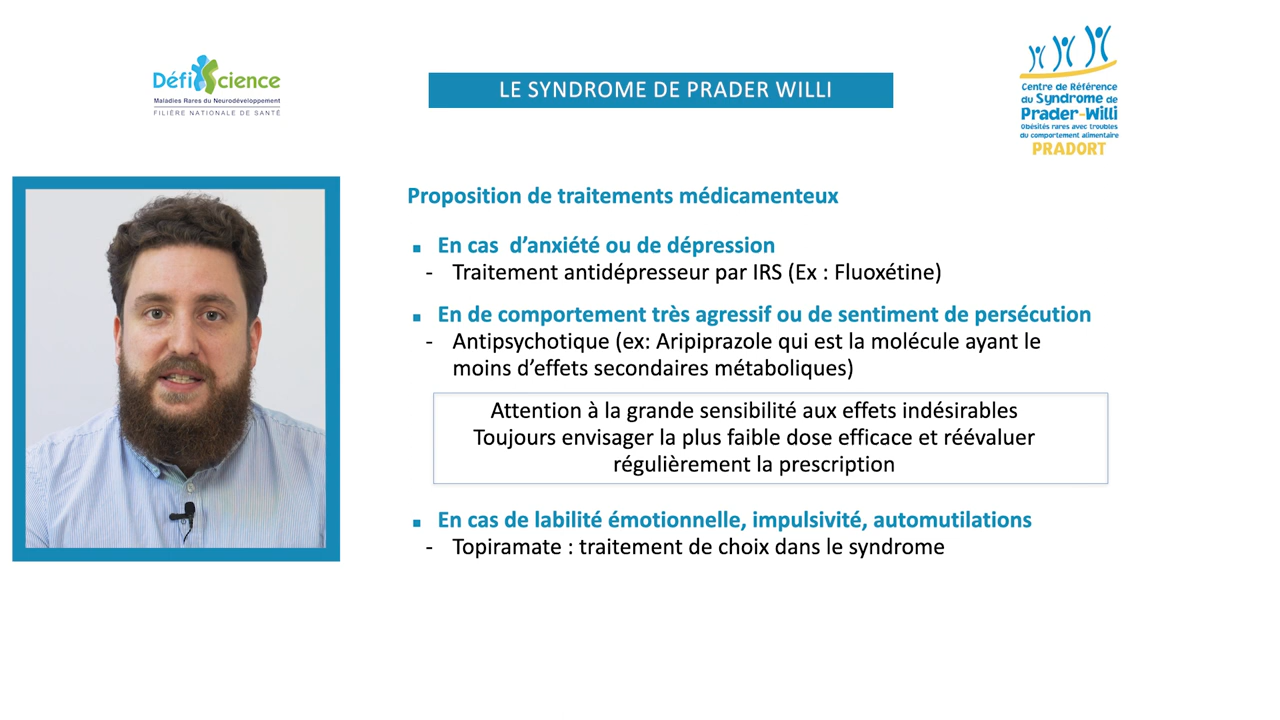 Défi Science
Maladies Rares du Neurodéveloppement
FILIÈRE NATIONALE DE SANTÉ
LE SYNDROME DE PRADER WILLI
Centre de Référence
du Syndrome de
Prader-Willi
Obésités rares avec troubles
du comportement alimentaire
PRADORT
Proposition de traitements médicamenteux
▪ En cas d’anxiété ou de dépression
- Traitement antidépresseur par IRS (Ex : Fluoxétine)
▪ En de comportement très agressif ou de sentiment de persécution
- Antipsychotique (ex: Aripiprazole qui est la molécule ayant le
moins d’effets secondaires métaboliques)
Attention à la grande sensibilité aux effets indésirables
Toujours envisager la plus faible dose efficace et réévaluer
régulièrement la prescription
▪ En cas de labilité émotionnelle, impulsivité, automutilations
- Topiramate : traitement de choix dans le syndrome